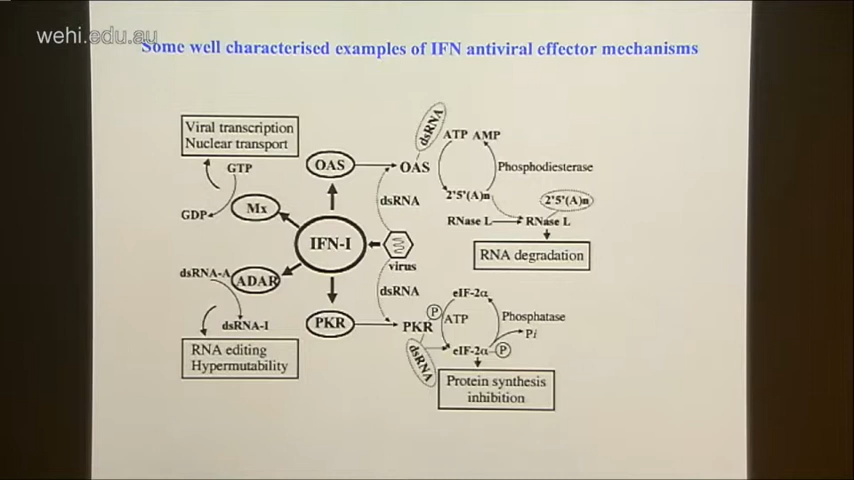 wehi.edu.au
Some well characterised examples of IFN antiviral effector mechanisms
Viral transcription
Nuclear transport
GTP
GDP
Mx
OAS
OAS
dsRNA
ATP AMP
Phosphodiesterase
2'5'(A)n
2'5'(A)n
RNase L
RNase L
RNA degradation
dsRNA
IFN-I
virus
dsRNA
dsRNA-A
ADAR
dsRNA-I
RNA editing
Hypermutability
PKR
PKR
P
dsRNA
eIF-2α
ATP
Phosphatase
Pi
eIF-2α
P
Protein synthesis
inhibition